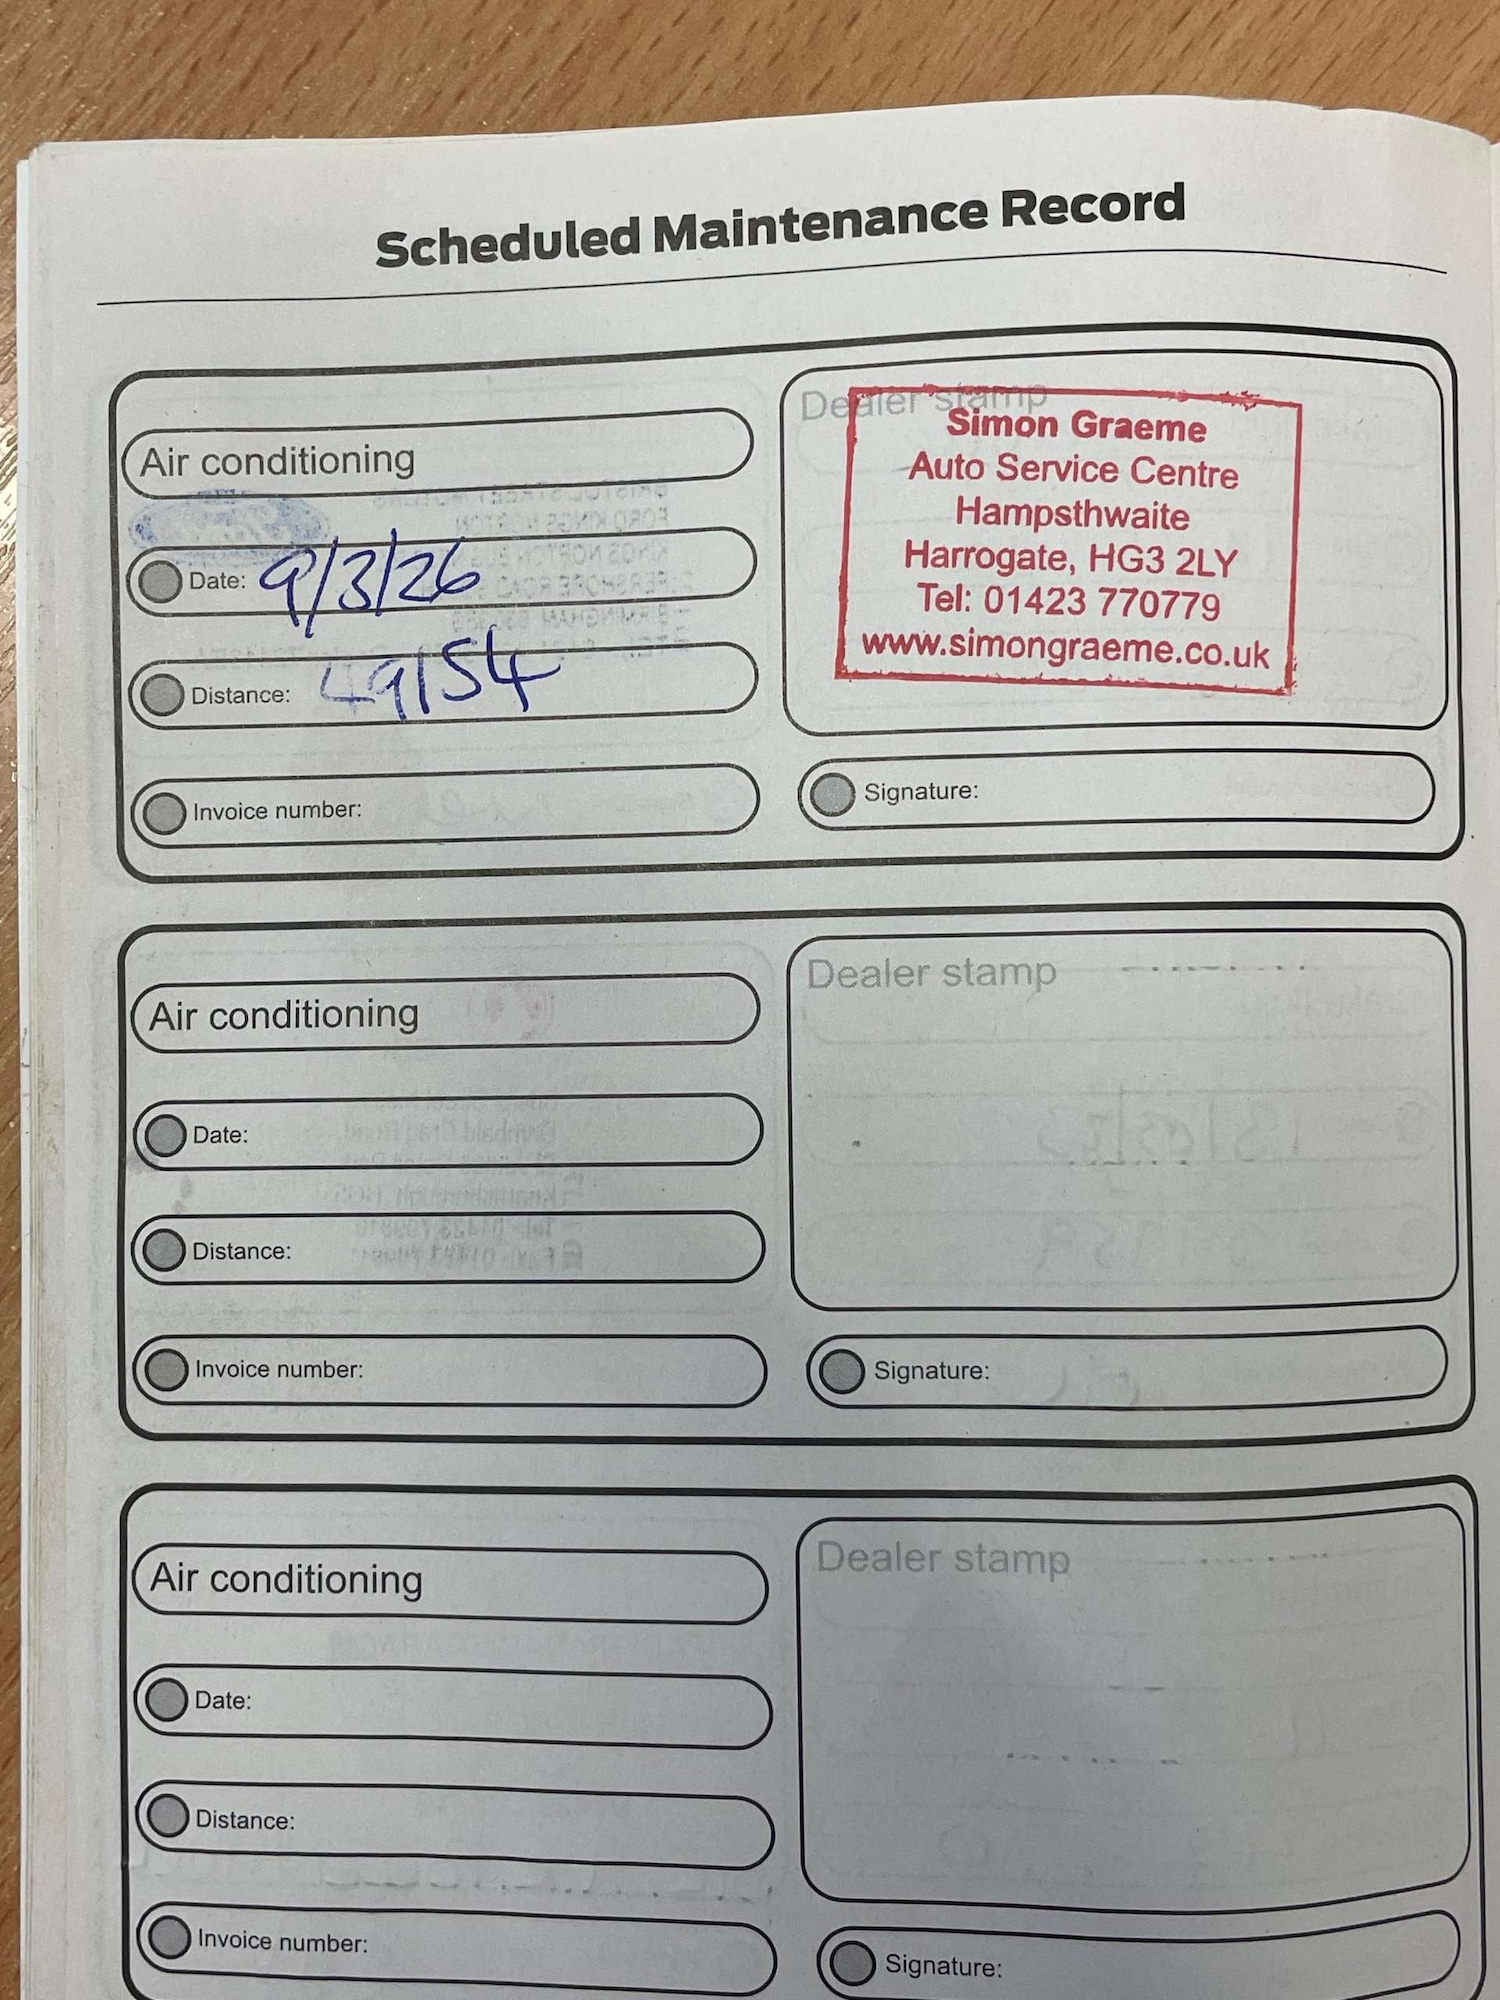 Scheduled Maintenance Record
Air conditioning
Date: 9/3/26
Distance: 49154
Invoice number:
Dealer stamp
Simon Graeme
Auto Service Centre
Hampsthwaite
Harrogate, HG3 2LY
Tel: 01423 770779
www.simongraeme.co.uk
Signature:
Air conditioning
Date:
Distance:
Invoice number:
Dealer stamp
Signature:
Air conditioning
Date:
Distance:
Invoice number:
Dealer stamp
Signature: